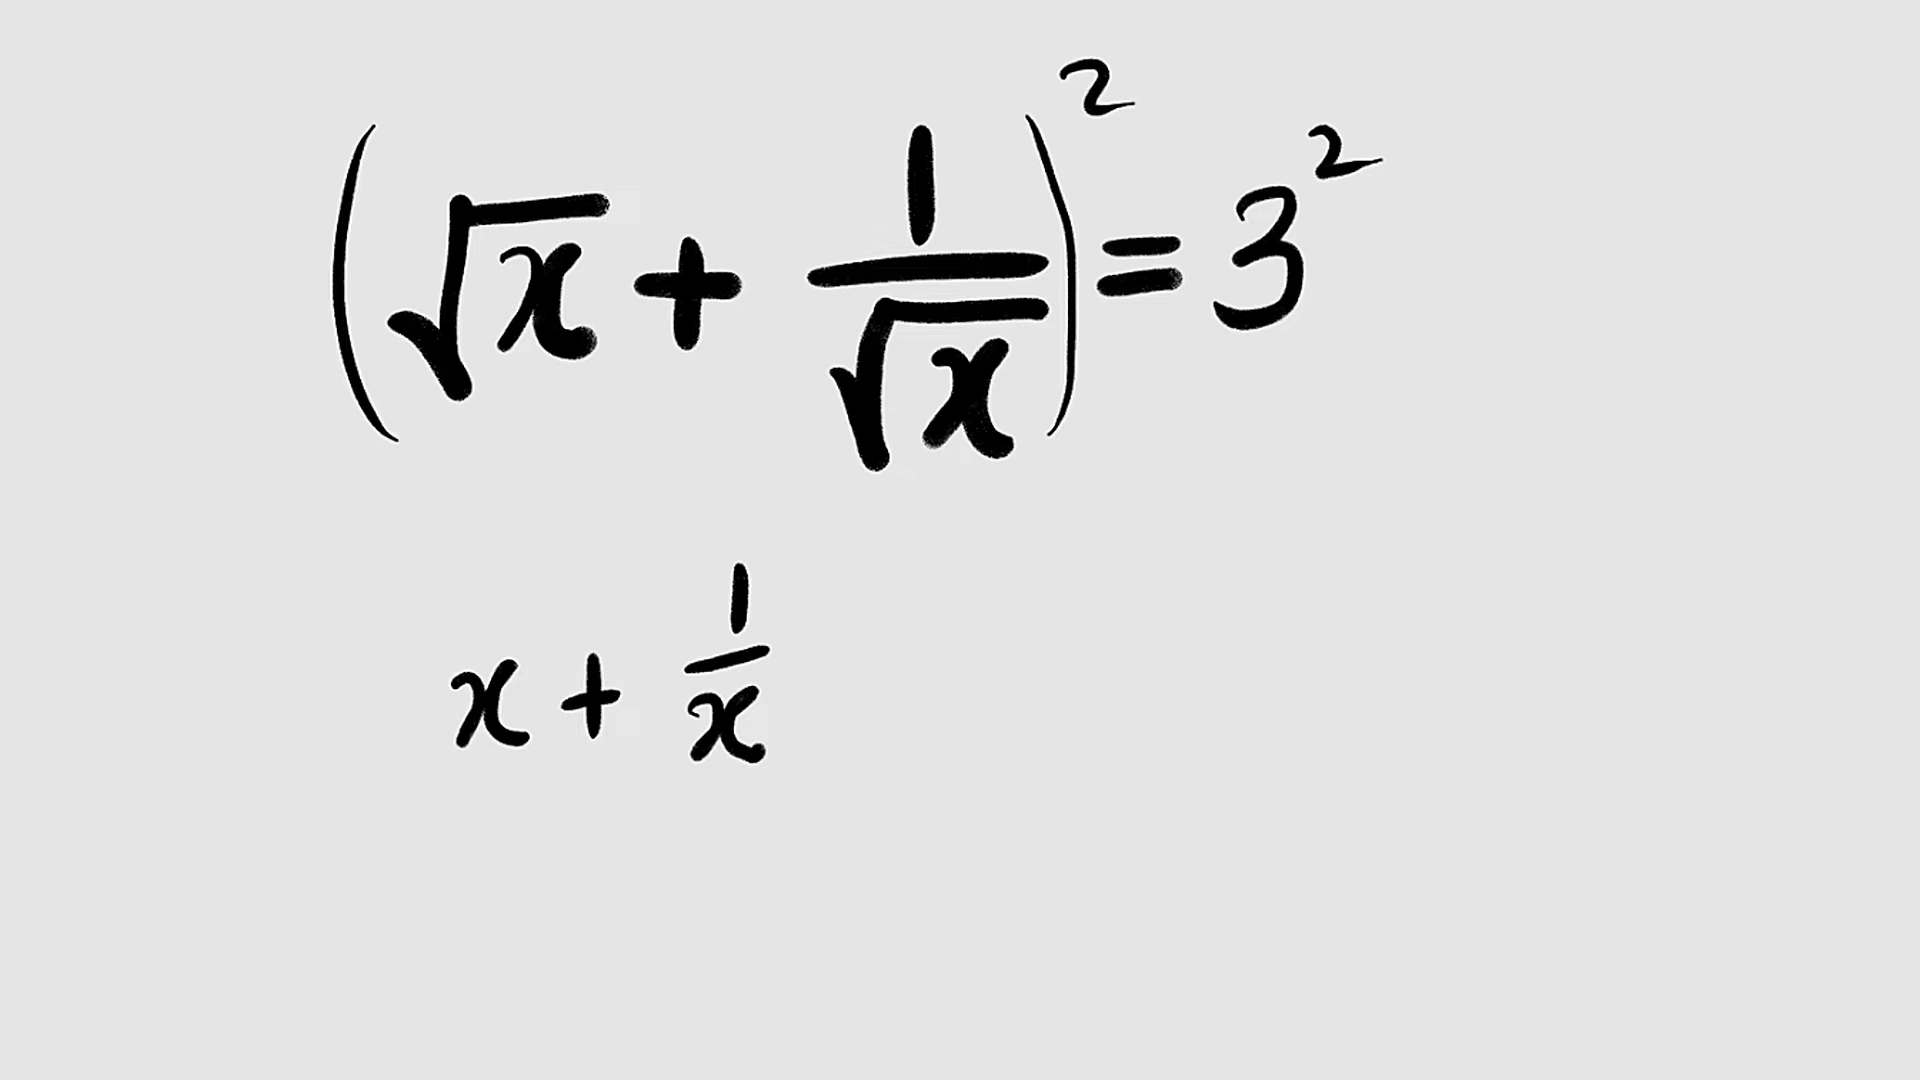 (√x + 1/√x)² = 3²
x + 1/x